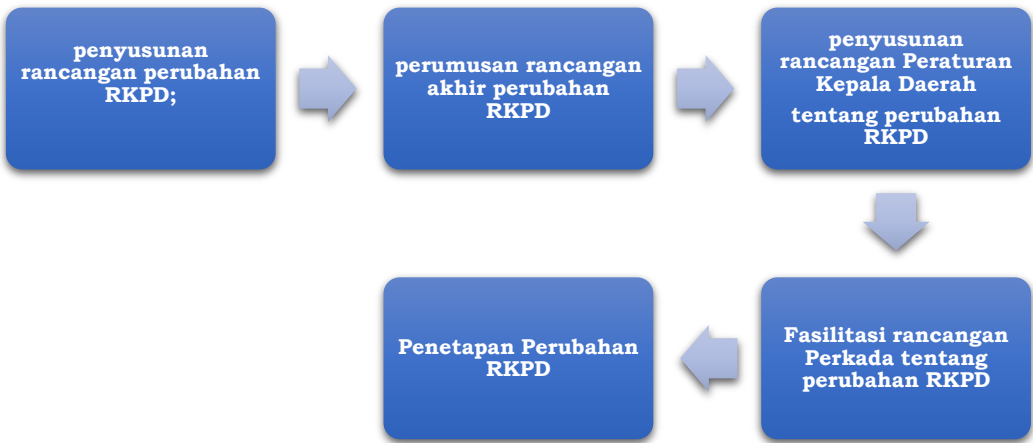 penyusunan
rancangan perubahan
RKPD;
perumusan rancangan
akhir perubahan
RKPD
penyusunan
rancangan Peraturan
Kepala Daerah
tentang perubahan
RKPD
Fasilitasi rancangan
Perkada tentang
perubahan RKPD
Penetapan Perubahan
RKPD